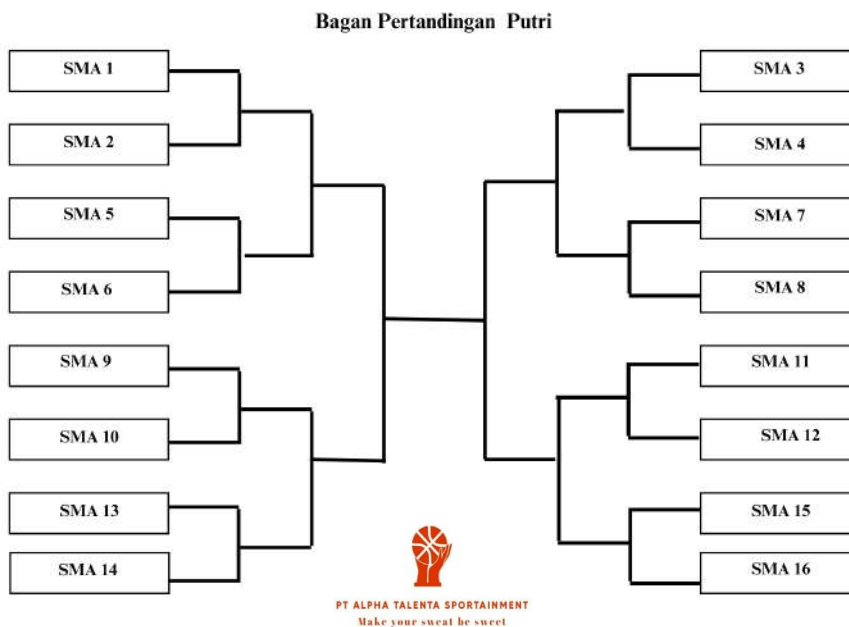 Bagan Pertandingan Putri
SMA 1
SMA 2
SMA 5
SMA 6
SMA 9
SMA 10
SMA 13
SMA 14
SMA 3
SMA 4
SMA 7
SMA 8
SMA 11
SMA 12
SMA 15
SMA 16
PT ALPHA TALENTA SPORTAINMENT
Make your sweat be sweet